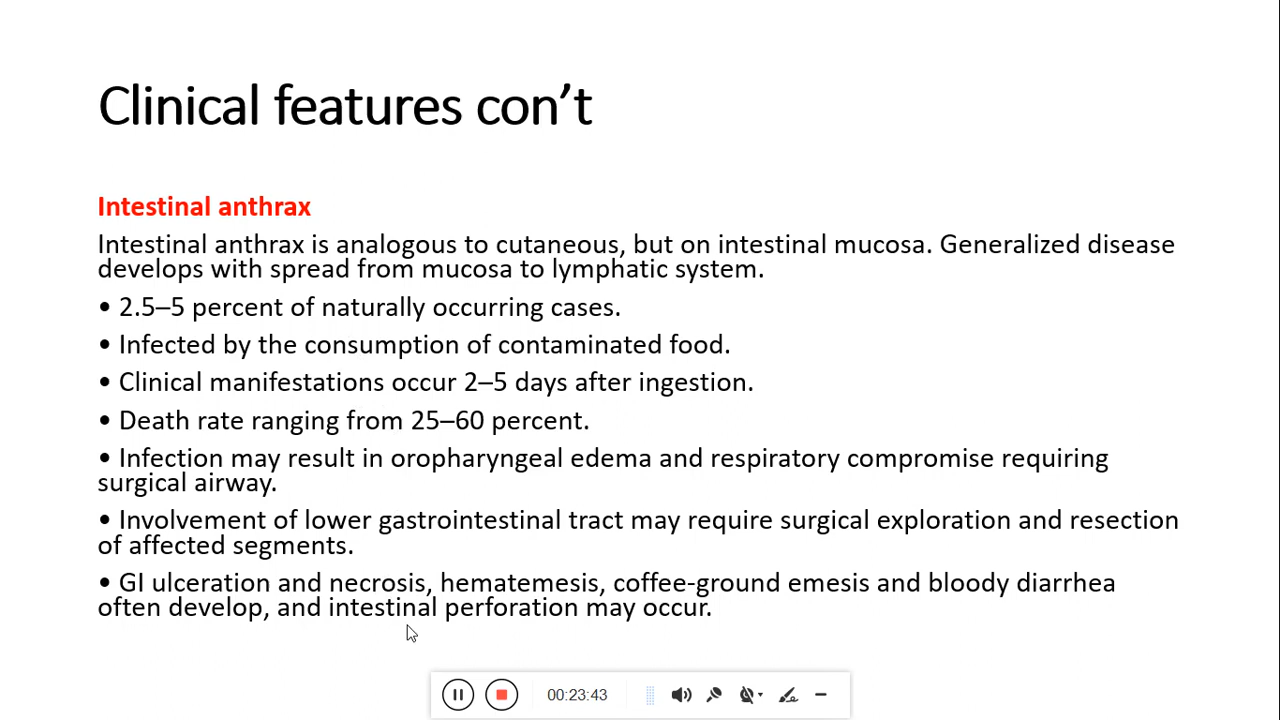 Clinical features con’t
Intestinal anthrax
Intestinal anthrax is analogous to cutaneous, but on intestinal mucosa. Generalized disease
develops with spread from mucosa to lymphatic system.
• 2.5–5 percent of naturally occurring cases.
• Infected by the consumption of contaminated food.
• Clinical manifestations occur 2–5 days after ingestion.
• Death rate ranging from 25–60 percent.
• Infection may result in oropharyngeal edema and respiratory compromise requiring
surgical airway.
• Involvement of lower gastrointestinal tract may require surgical exploration and resection
of affected segments.
• GI ulceration and necrosis, hematemesis, coffee-ground emesis and bloody diarrhea
often develop, and intestinal perforation may occur.
00:23:43